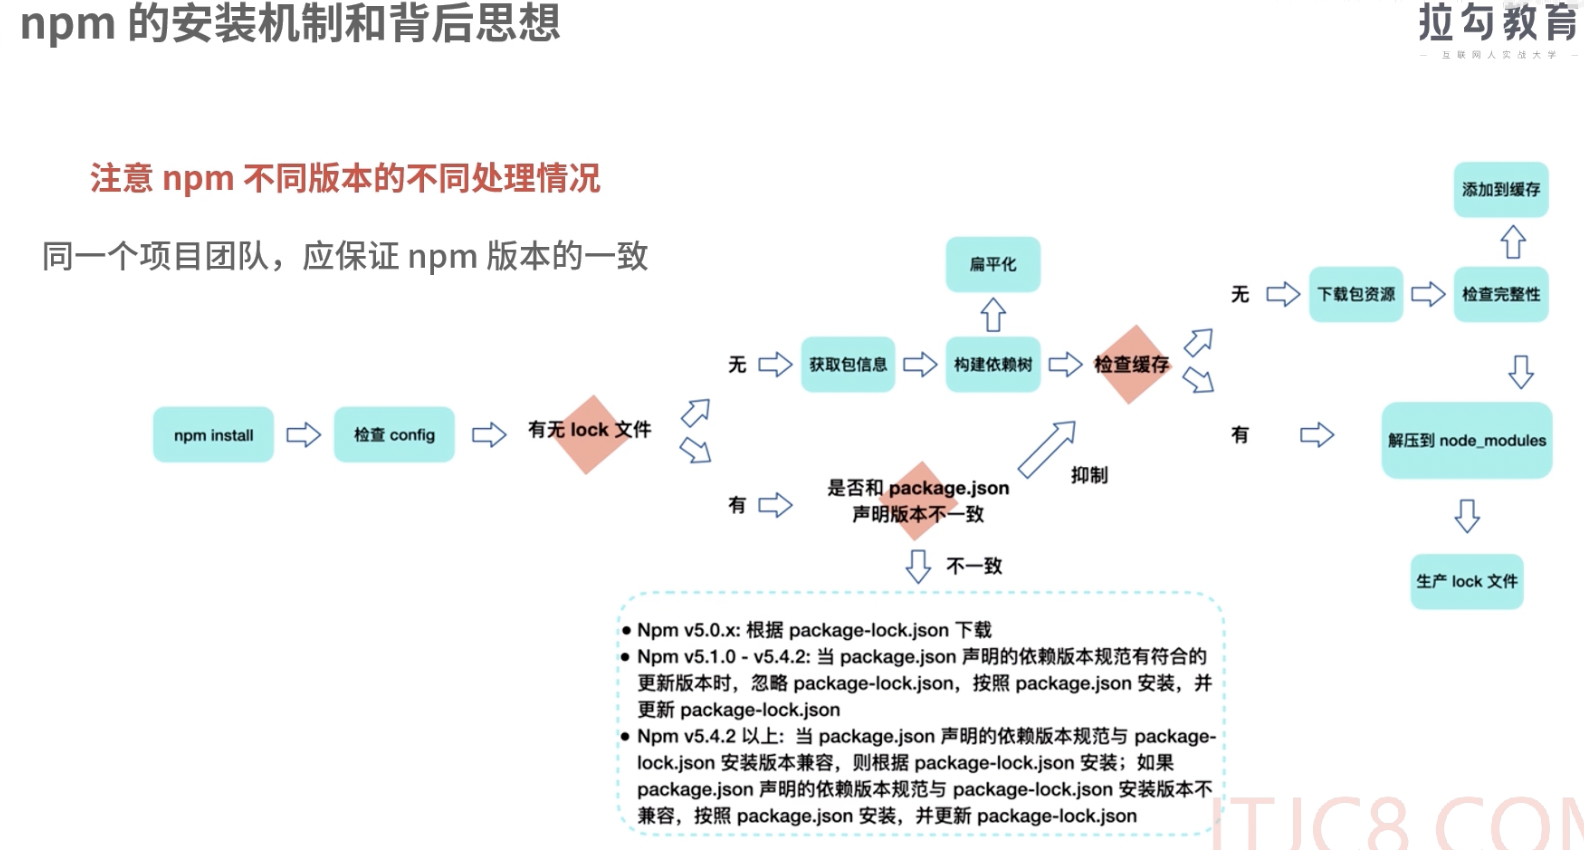 npm 的安装机制和背后思想
拉勾教育
— 互联网人实战大学 —
注意 npm 不同版本的不同处理情况
同一个项目团队，应保证 npm 版本的一致
添加到缓存
扁平化
无
下载包资源
检查完整性
无
获取包信息
构建依赖树
检查缓存
npm install
检查 config
有无 lock 文件
有
解压到 node_modules
有
是否和 package.json
声明版本不一致
抑制
不一致
生产 lock 文件
● Npm v5.0.x: 根据 package-lock.json 下载
● Npm v5.1.0 - v5.4.2: 当 package.json 声明的依赖版本规范有符合的
更新版本时，忽略 package-lock.json，按照 package.json 安装，并
更新 package-lock.json
● Npm v5.4.2 以上：当 package.json 声明的依赖版本规范与 package-
lock.json 安装版本兼容，则根据 package-lock.json 安装；如果
package.json 声明的依赖版本规范与 package-lock.json 安装版本不
兼容，按照 package.json 安装，并更新 package-lock.json
ITJC8.COM